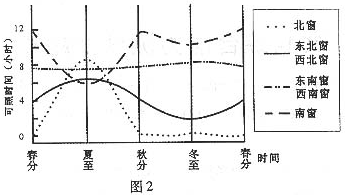 可照时间(小时)
12
8
4
0
春分
夏至
秋分
冬至
春分
时间
北窗
东北窗
西北窗
东南窗
西南窗
南窗
图2